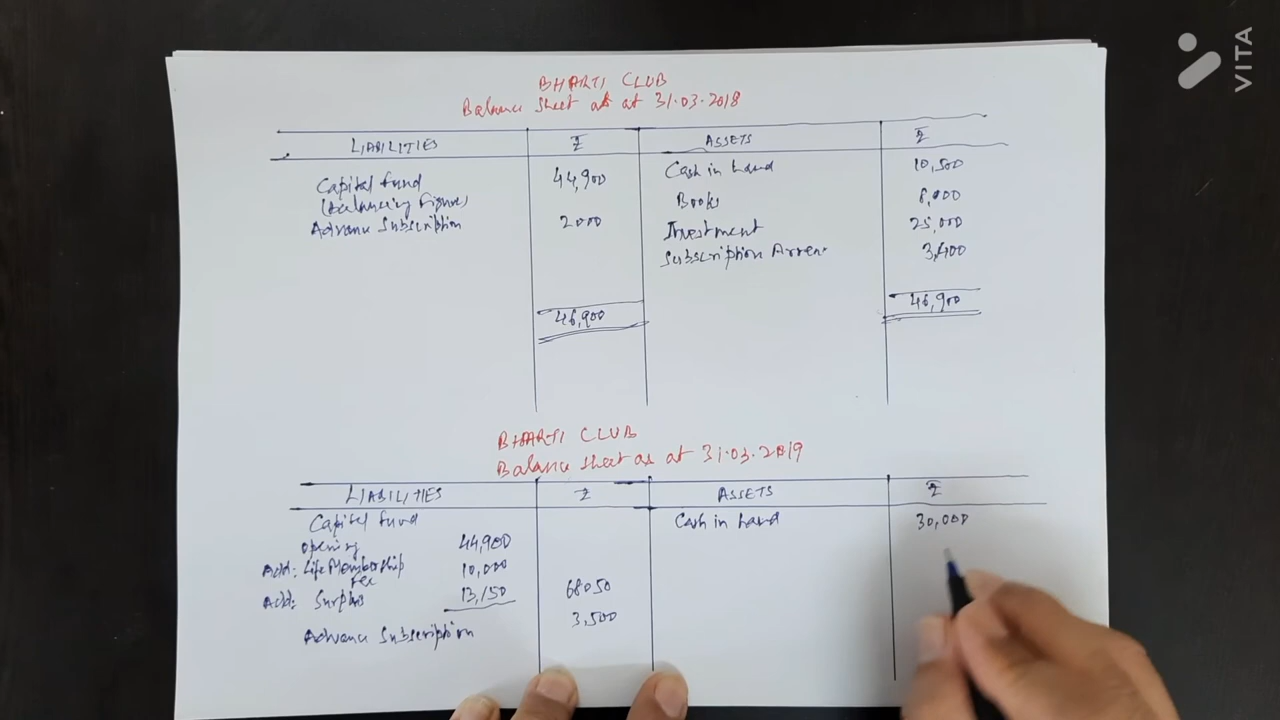 VITA
BHARTI CLUB
Balance Sheet as at 31.03.2018
LIABILITIES ₹ ASSETS ₹
Capital fund 44,900 Cash in hand 10,500
(Balancing Figure) Books 8,000
Advance Subscription 2000 Investment 25,000
Subscription Arrear 3,400
46,900 46,900
BHARTI CLUB
Balance sheet as at 31.03.2019
LIABILITIES ₹ ASSETS ₹
Capital fund Cash in hand 30,000
opening 44,900
Add: Life Membership 10,000
Fee
Add: Surplus 13,150 68050
Advance Subscription 3,500